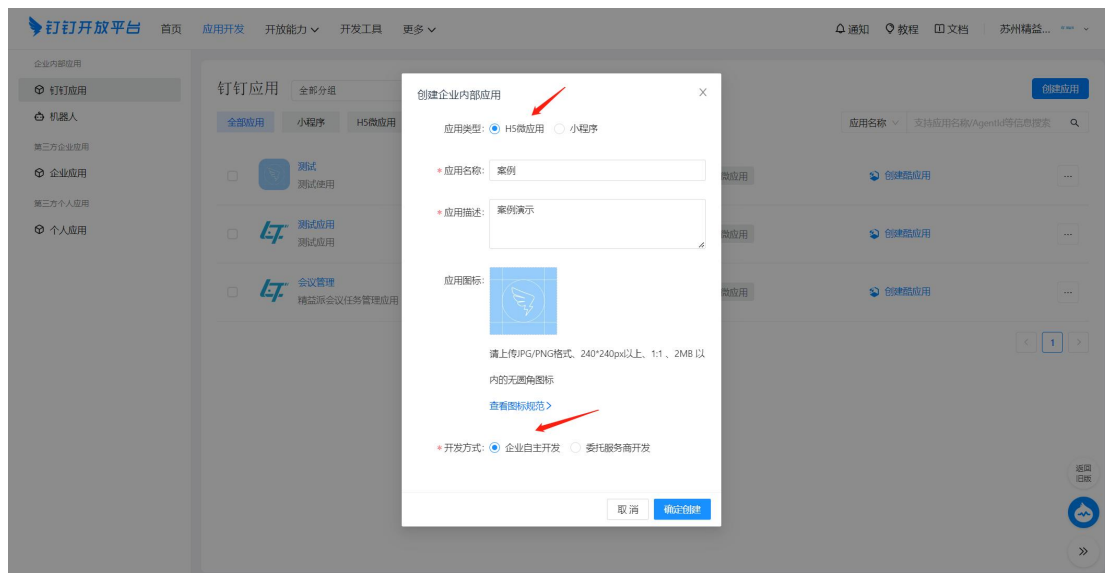 钉钉开放平台 首页 应用开发 开放能力 开发工具 更多 通知 教程 文档 苏州精益...
企业内部应用
钉钉应用
机器人
第三方企业应用
企业应用
第三方个人应用
个人应用
钉钉应用 全部分组 创建应用
全部应用 小程序 H5微应用 应用名称 支持应用名称/AgentId等信息搜索
测试
测试使用
微应用 创建酷应用 ...
测试应用
测试应用
微应用 创建酷应用 ...
会议管理
精益派会议任务管理应用
微应用 创建酷应用 ...
1
创建企业内部应用
应用类型: H5微应用 小程序
* 应用名称: 案例
* 应用描述: 案例演示
应用图标:
请上传JPG/PNG格式、240*240px以上、1:1 、2MB 以
内的无圆角图标
查看图标规范
* 开发方式: 企业自主开发 委托服务商开发
取 消 确定创建
返回
旧版